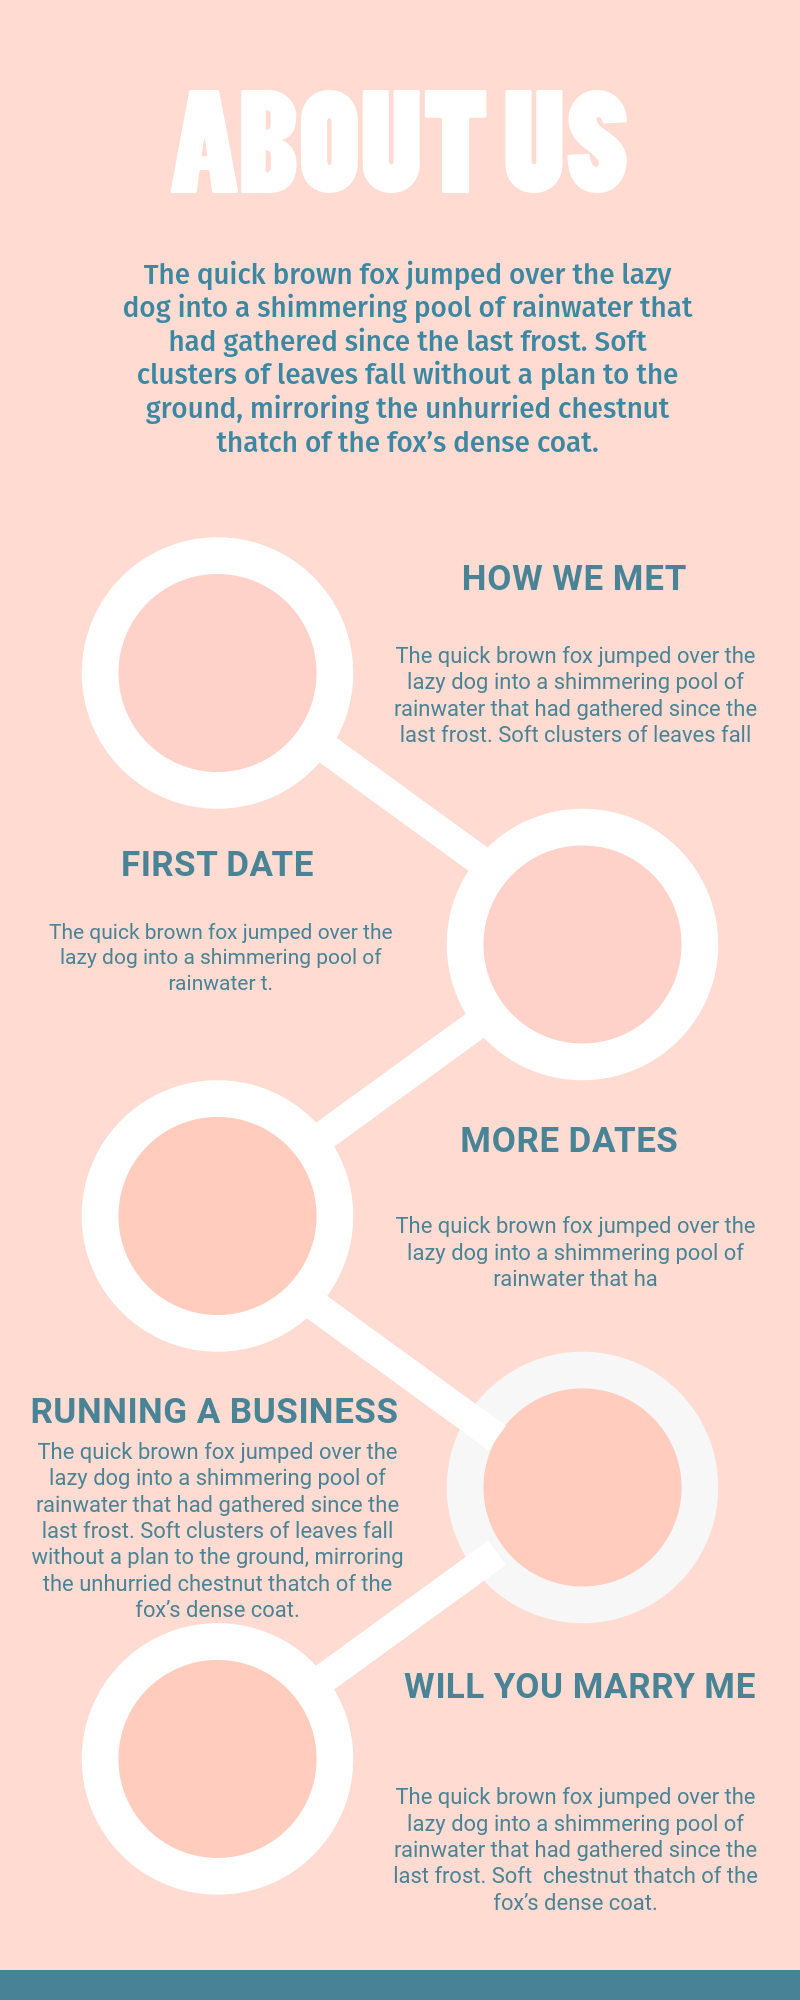 ABOUT US
The quick brown fox jumped over the lazy
dog into a shimmering pool of rainwater that
had gathered since the last frost. Soft
clusters of leaves fall without a plan to the
ground, mirroring the unhurried chestnut
thatch of the fox’s dense coat.
HOW WE MET
The quick brown fox jumped over the
lazy dog into a shimmering pool of
rainwater that had gathered since the
last frost. Soft clusters of leaves fall
FIRST DATE
The quick brown fox jumped over the
lazy dog into a shimmering pool of
rainwater t.
MORE DATES
The quick brown fox jumped over the
lazy dog into a shimmering pool of
rainwater that ha
RUNNING A BUSINESS
The quick brown fox jumped over the
lazy dog into a shimmering pool of
rainwater that had gathered since the
last frost. Soft clusters of leaves fall
without a plan to the ground, mirroring
the unhurried chestnut thatch of the
fox’s dense coat.
WILL YOU MARRY ME
The quick brown fox jumped over the
lazy dog into a shimmering pool of
rainwater that had gathered since the
last frost. Soft  chestnut thatch of the
fox’s dense coat.